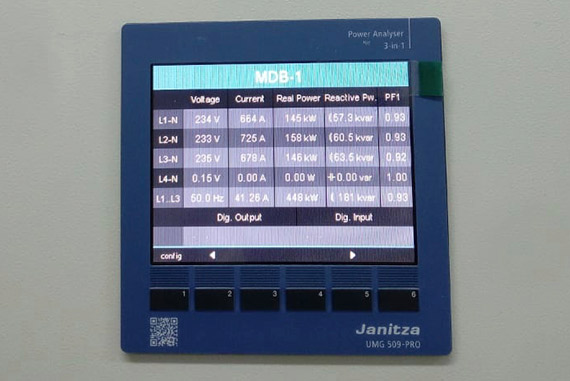 Power Analyser
3-in-1
MDB-1
Voltage Current Real Power Reactive Pw. PF1
L1-N 234 V 664 A 145 kW 57.3 kvar 0.93
L2-N 233 V 725 A 158 kW 60.5 kvar 0.93
L3-N 235 V 678 A 146 kW 63.5 kvar 0.92
L4-N 0.15 V 0.00 A 0.00 W 0.00 var 1.00
L1..L3 50.0 Hz 41.26 A 448 kW 181 kvar 0.93
Dig. Output Dig. Input
config
1 2 3 4 5 6
Janitza
UMG 509-PRO